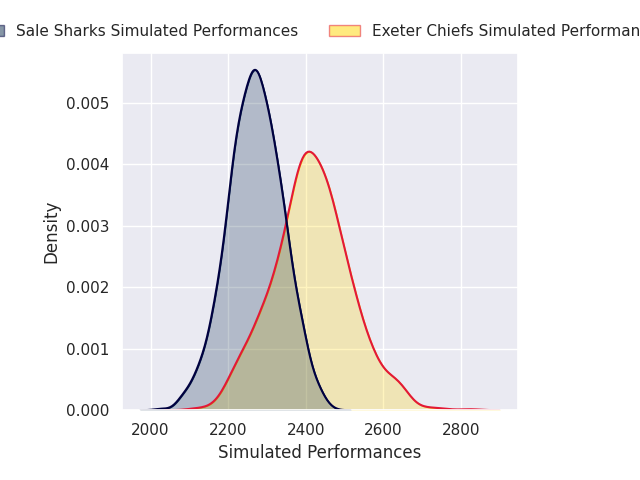 Sale Sharks Simulated Performances Exeter Chiefs Simulated
0.005
0.004
0.003
0.002
0.001
0.000
Density
2000 2200 2400 2600 2800
Simulated Performances